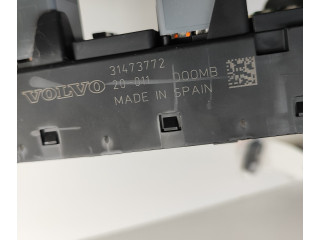 31473772
VOLVO 20 011 000MB
MADE IN SPAIN